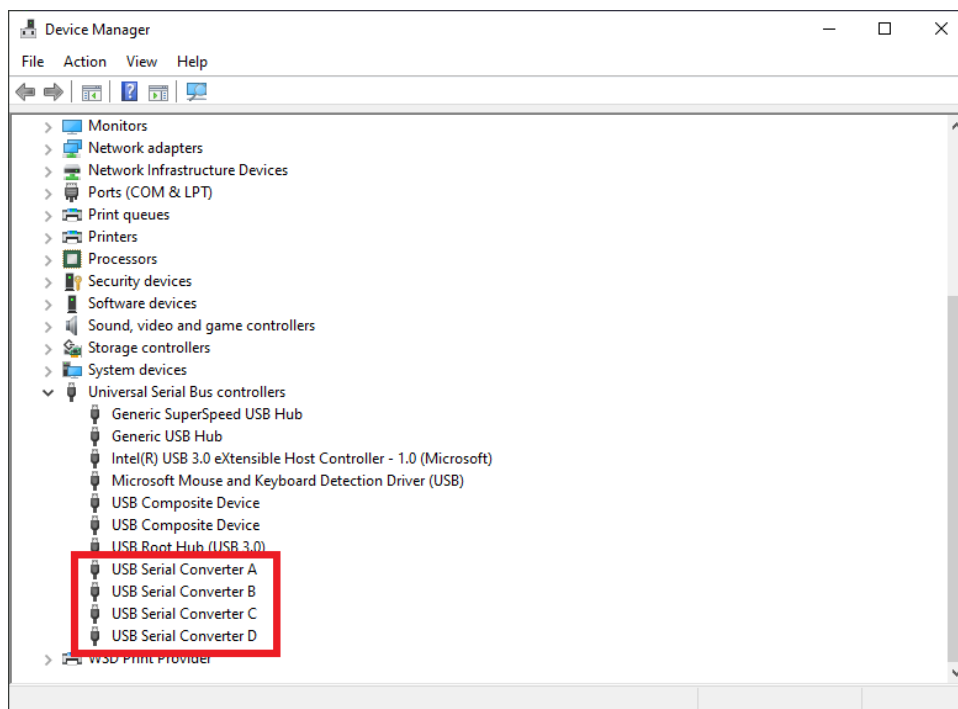 Device Manager
File Action View Help
Monitors
Network adapters
Network Infrastructure Devices
Ports (COM & LPT)
Print queues
Printers
Processors
Security devices
Software devices
Sound, video and game controllers
Storage controllers
System devices
Universal Serial Bus controllers
Generic SuperSpeed USB Hub
Generic USB Hub
Intel(R) USB 3.0 eXtensible Host Controller - 1.0 (Microsoft)
Microsoft Mouse and Keyboard Detection Driver (USB)
USB Composite Device
USB Composite Device
USB Root Hub (USB 3.0)
USB Serial Converter A
USB Serial Converter B
USB Serial Converter C
USB Serial Converter D
WSD Print Provider